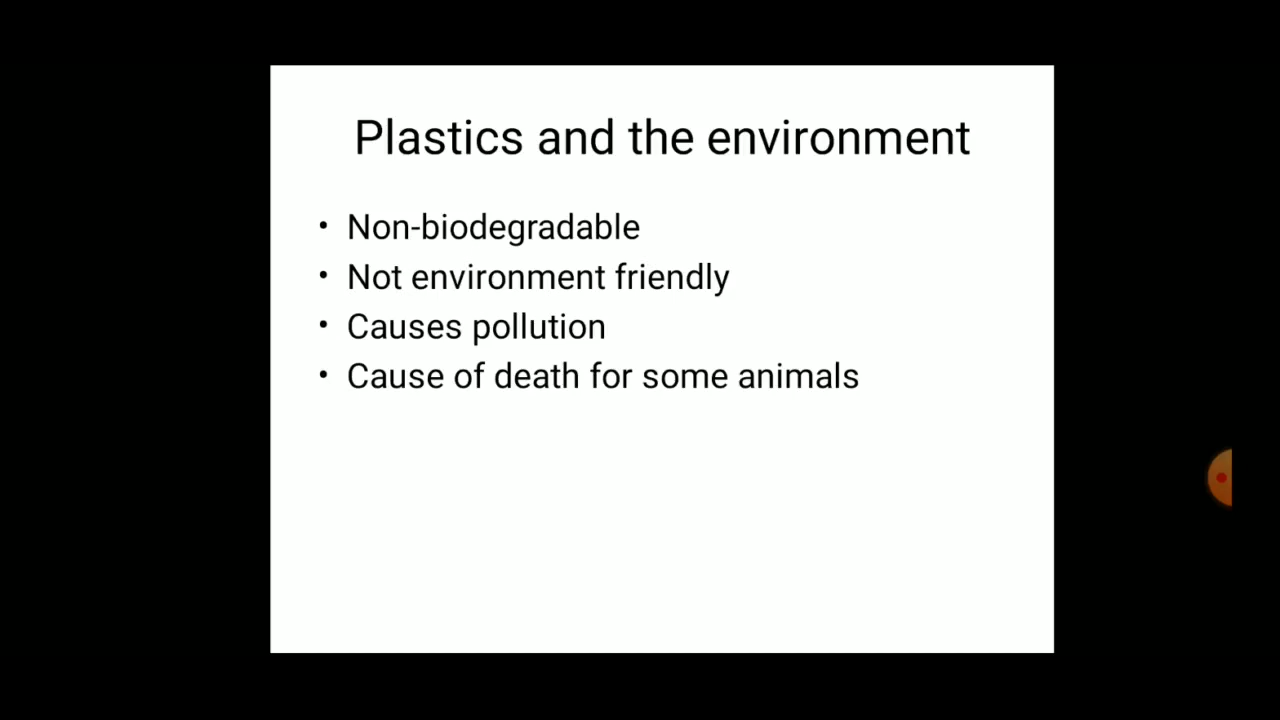 Plastics and the environment
• Non-biodegradable
• Not environment friendly
• Causes pollution
• Cause of death for some animals